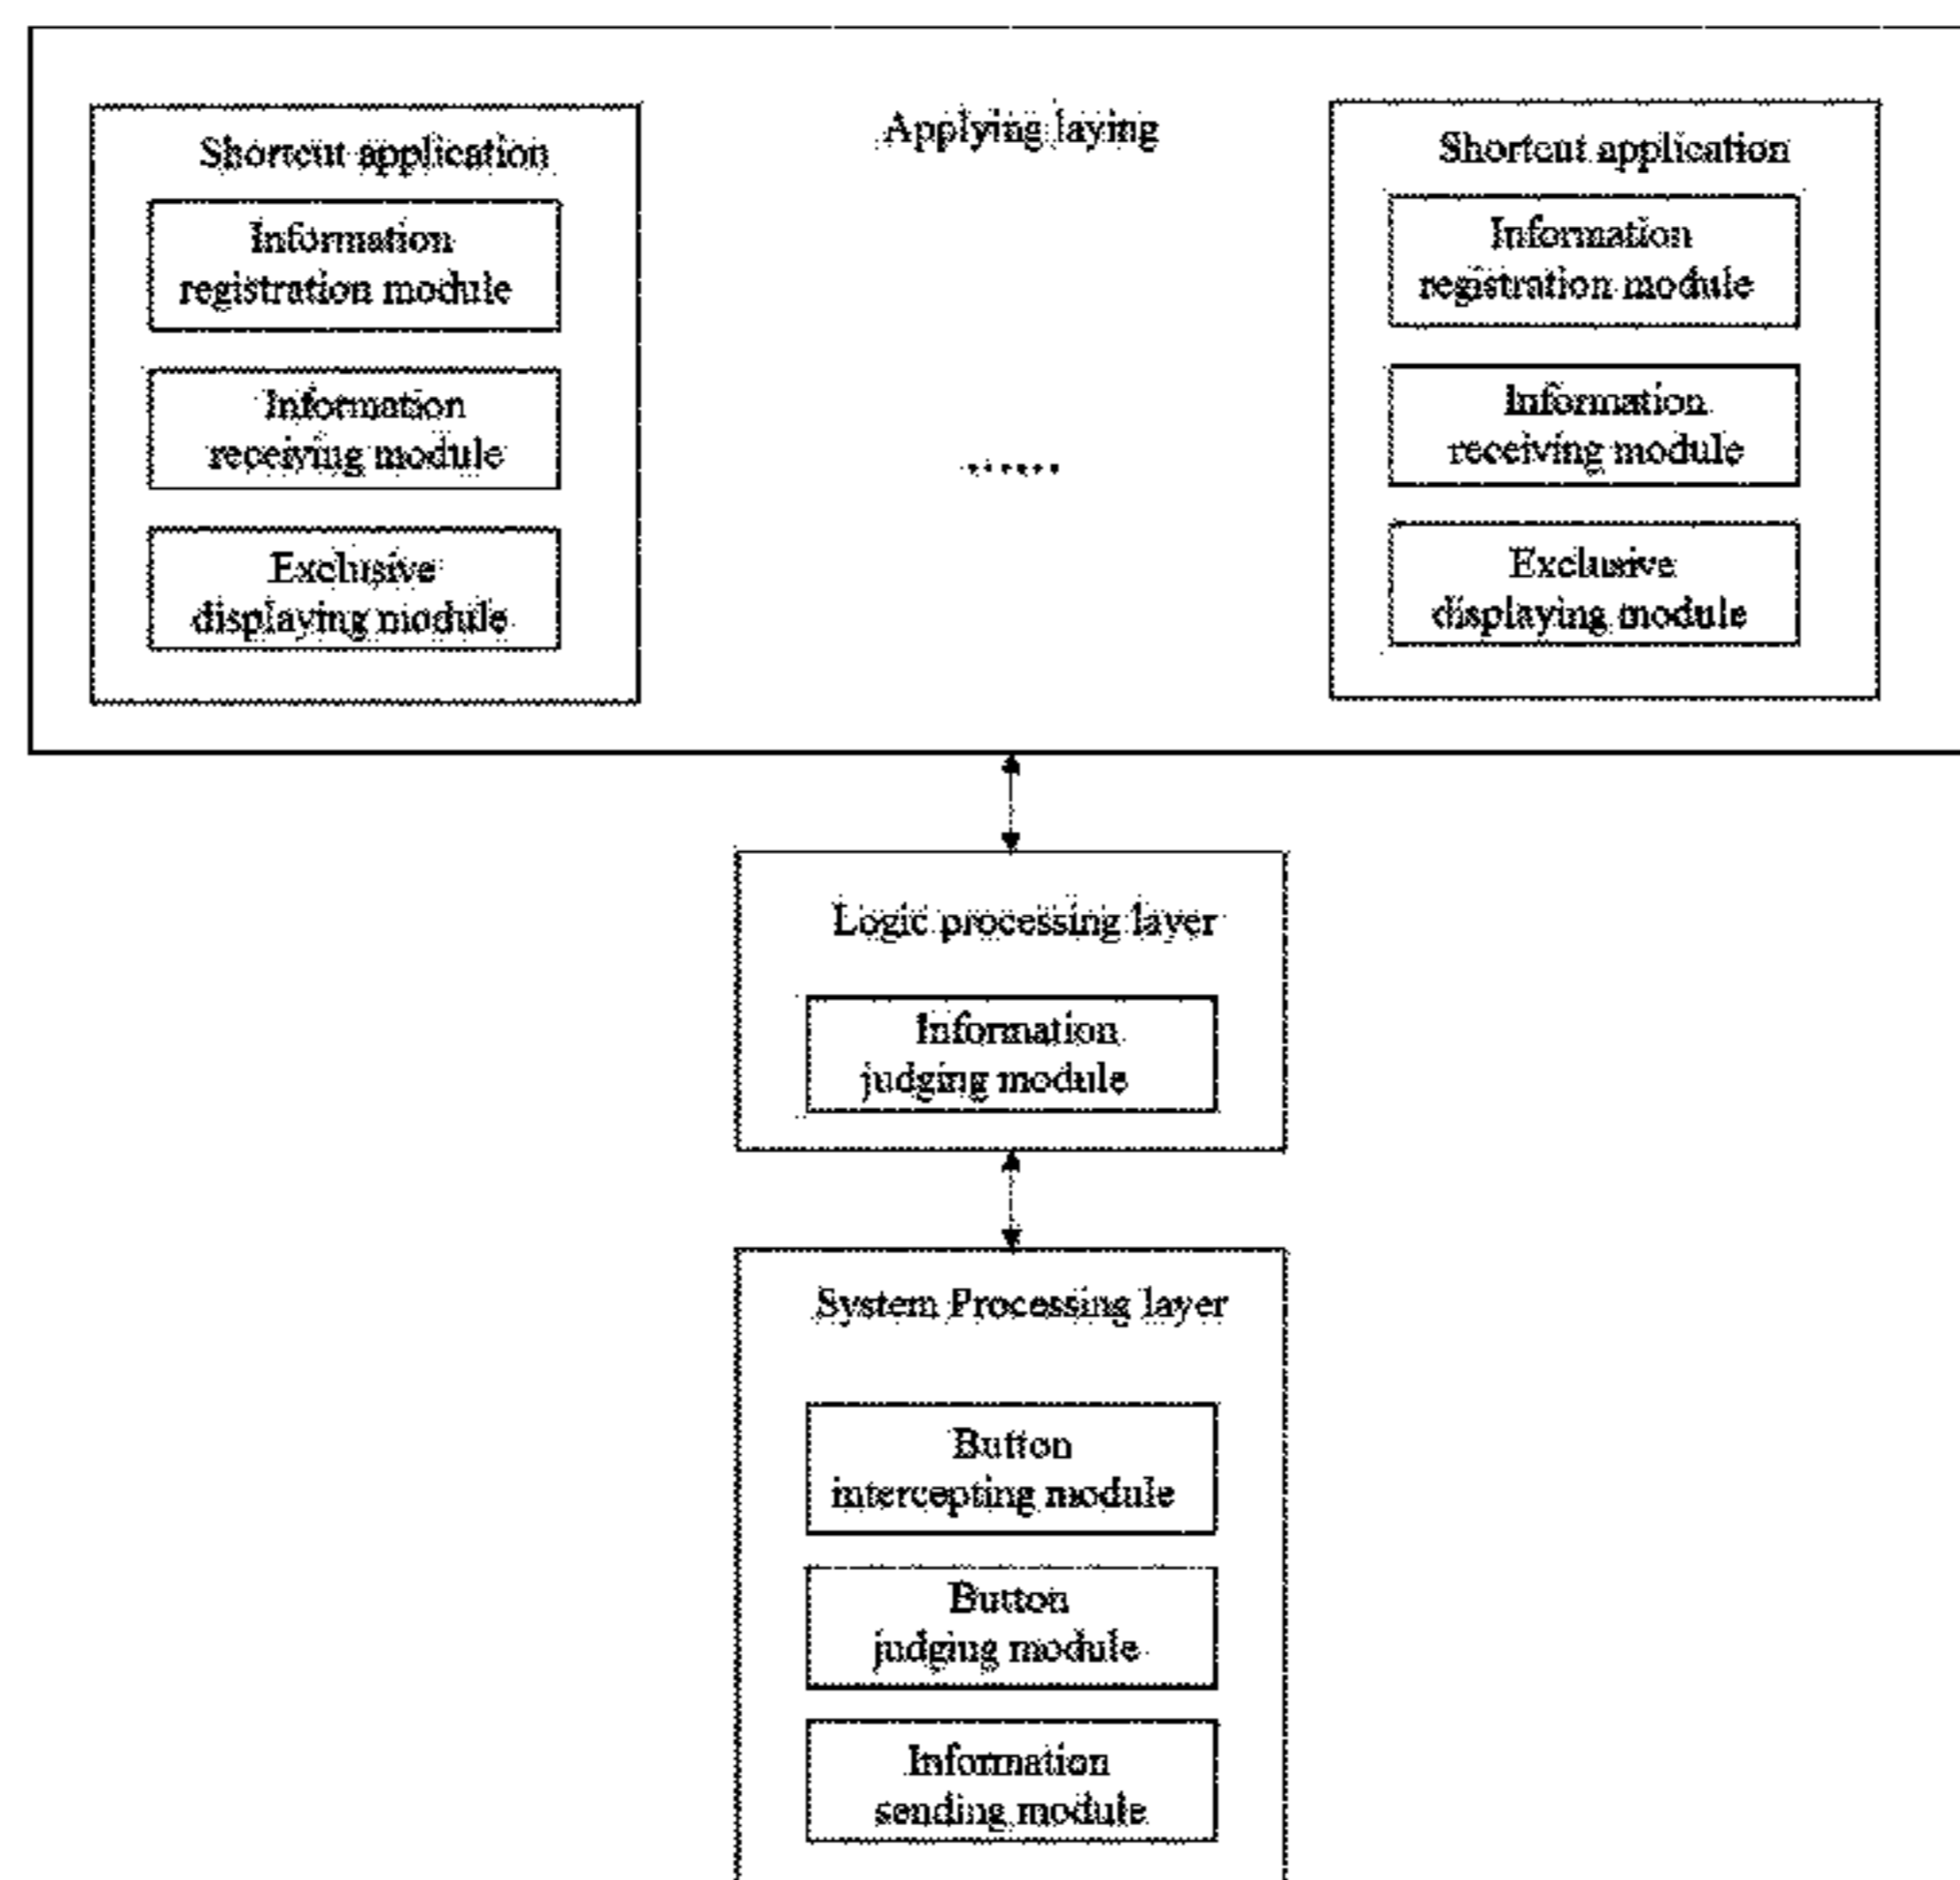 Applying laying
Shortcut application
Information
registration module
Information
receiving module
Exclusive
displaying module
......
Shortcut application
Information
registration module
Information
receiving module
Exclusive
displaying module
Logic processing layer
Information
judging module
System Processing layer
Button
intercepting module
Button
judging module
Information
sending module